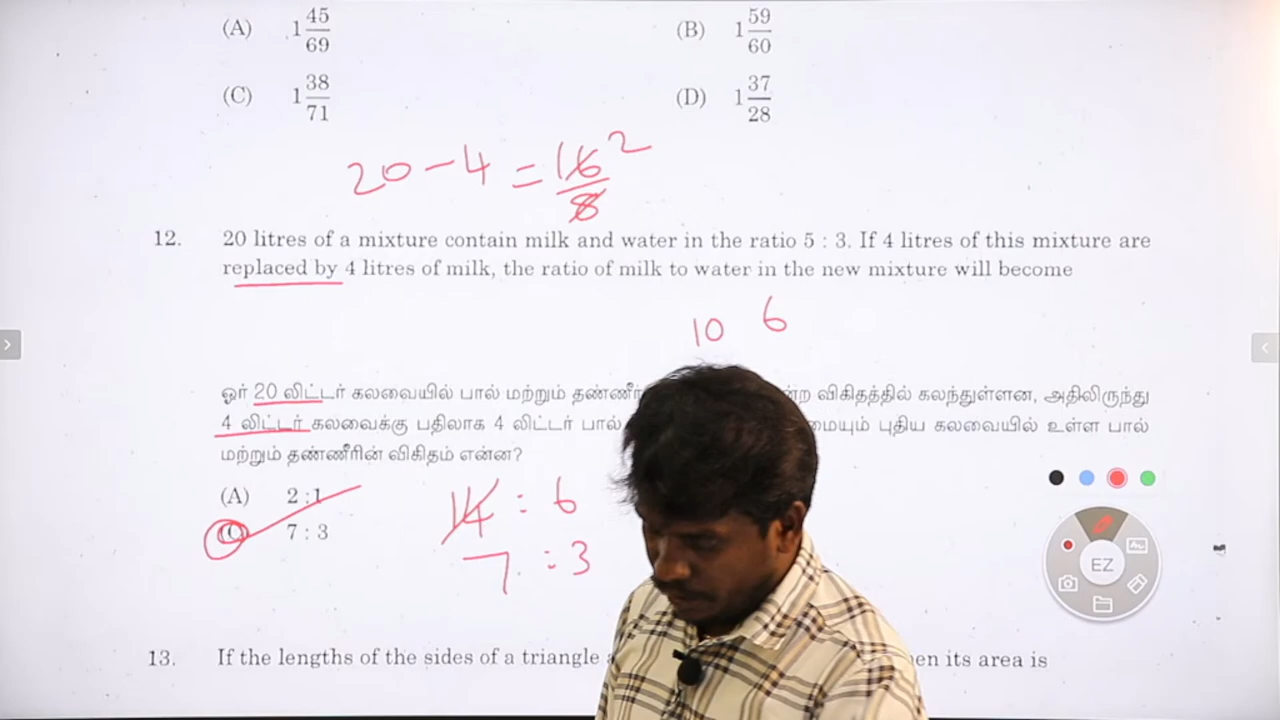 (A) 1 45/69 (B) 1 59/60
(C) 1 38/71 (D) 1 37/28
20 - 4 = 16/8 2
12. 20 litres of a mixture contain milk and water in the ratio 5 : 3. If 4 litres of this mixture are
replaced by 4 litres of milk, the ratio of milk to water in the new mixture will become
10 6
ஓர் 20 லிட்டர் கலவையில் பால் மற்றும் தண்ணீர் விகிதத்தில் கலந்துள்ளன, அதிலிருந்து
4 லிட்டர் கலவைக்கு பதிலாக 4 லிட்டர் பால் புதிய கலவையில் உள்ள பால்
மற்றும் தண்ணீரின் விகிதம் என்ன?
(A) 2 : 1 14 : 6
(C) 7 : 3 7 : 3
EZ
13. If the lengths of the sides of a triangle its area is